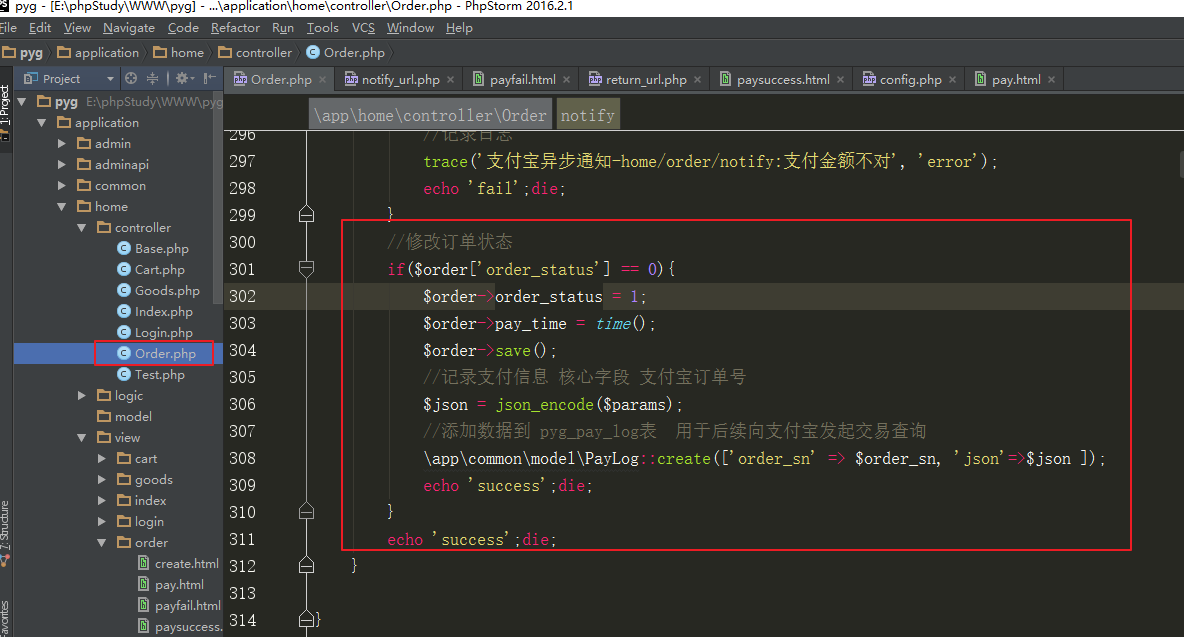 pyg - [E:\phpStudy\WWW\pyg] - ...\application\home\controller\Order.php - PhpStorm 2016.2.1
File Edit View Navigate Code Refactor Run Tools VCS Window Help
pyg application home controller Order.php
Project
Order.php × notify_url.php × payfail.html × return_url.php × paysuccess.html × config.php × pay.html ×
1: Project
7: Structure
pyg E:\phpStudy\WWW\pyg
application
admin
adminapi
common
home
controller
Base.php
Cart.php
Goods.php
Index.php
Login.php
Order.php
Test.php
logic
model
view
cart
goods
index
login
order
create.html
pay.html
payfail.html
paysuccess.
\app\home\controller\Order notify
296 //记录日志
297 trace('支付宝异步通知-home/order/notify:支付金额不对', 'error');
298 echo 'fail';die;
299 }
300 //修改订单状态
301 if($order['order_status'] == 0){
302 $order->order_status = 1;
303 $order->pay_time = time();
304 $order->save();
305 //记录支付信息 核心字段 支付宝订单号
306 $json = json_encode($params);
307 //添加数据到 pyg_pay_log表  用于后续向支付宝发起交易查询
308 \app\common\model\PayLog::create(['order_sn' => $order_sn, 'json'=>$json ]);
309 echo 'success';die;
310 }
311 echo 'success';die;
312 }
313
314 }